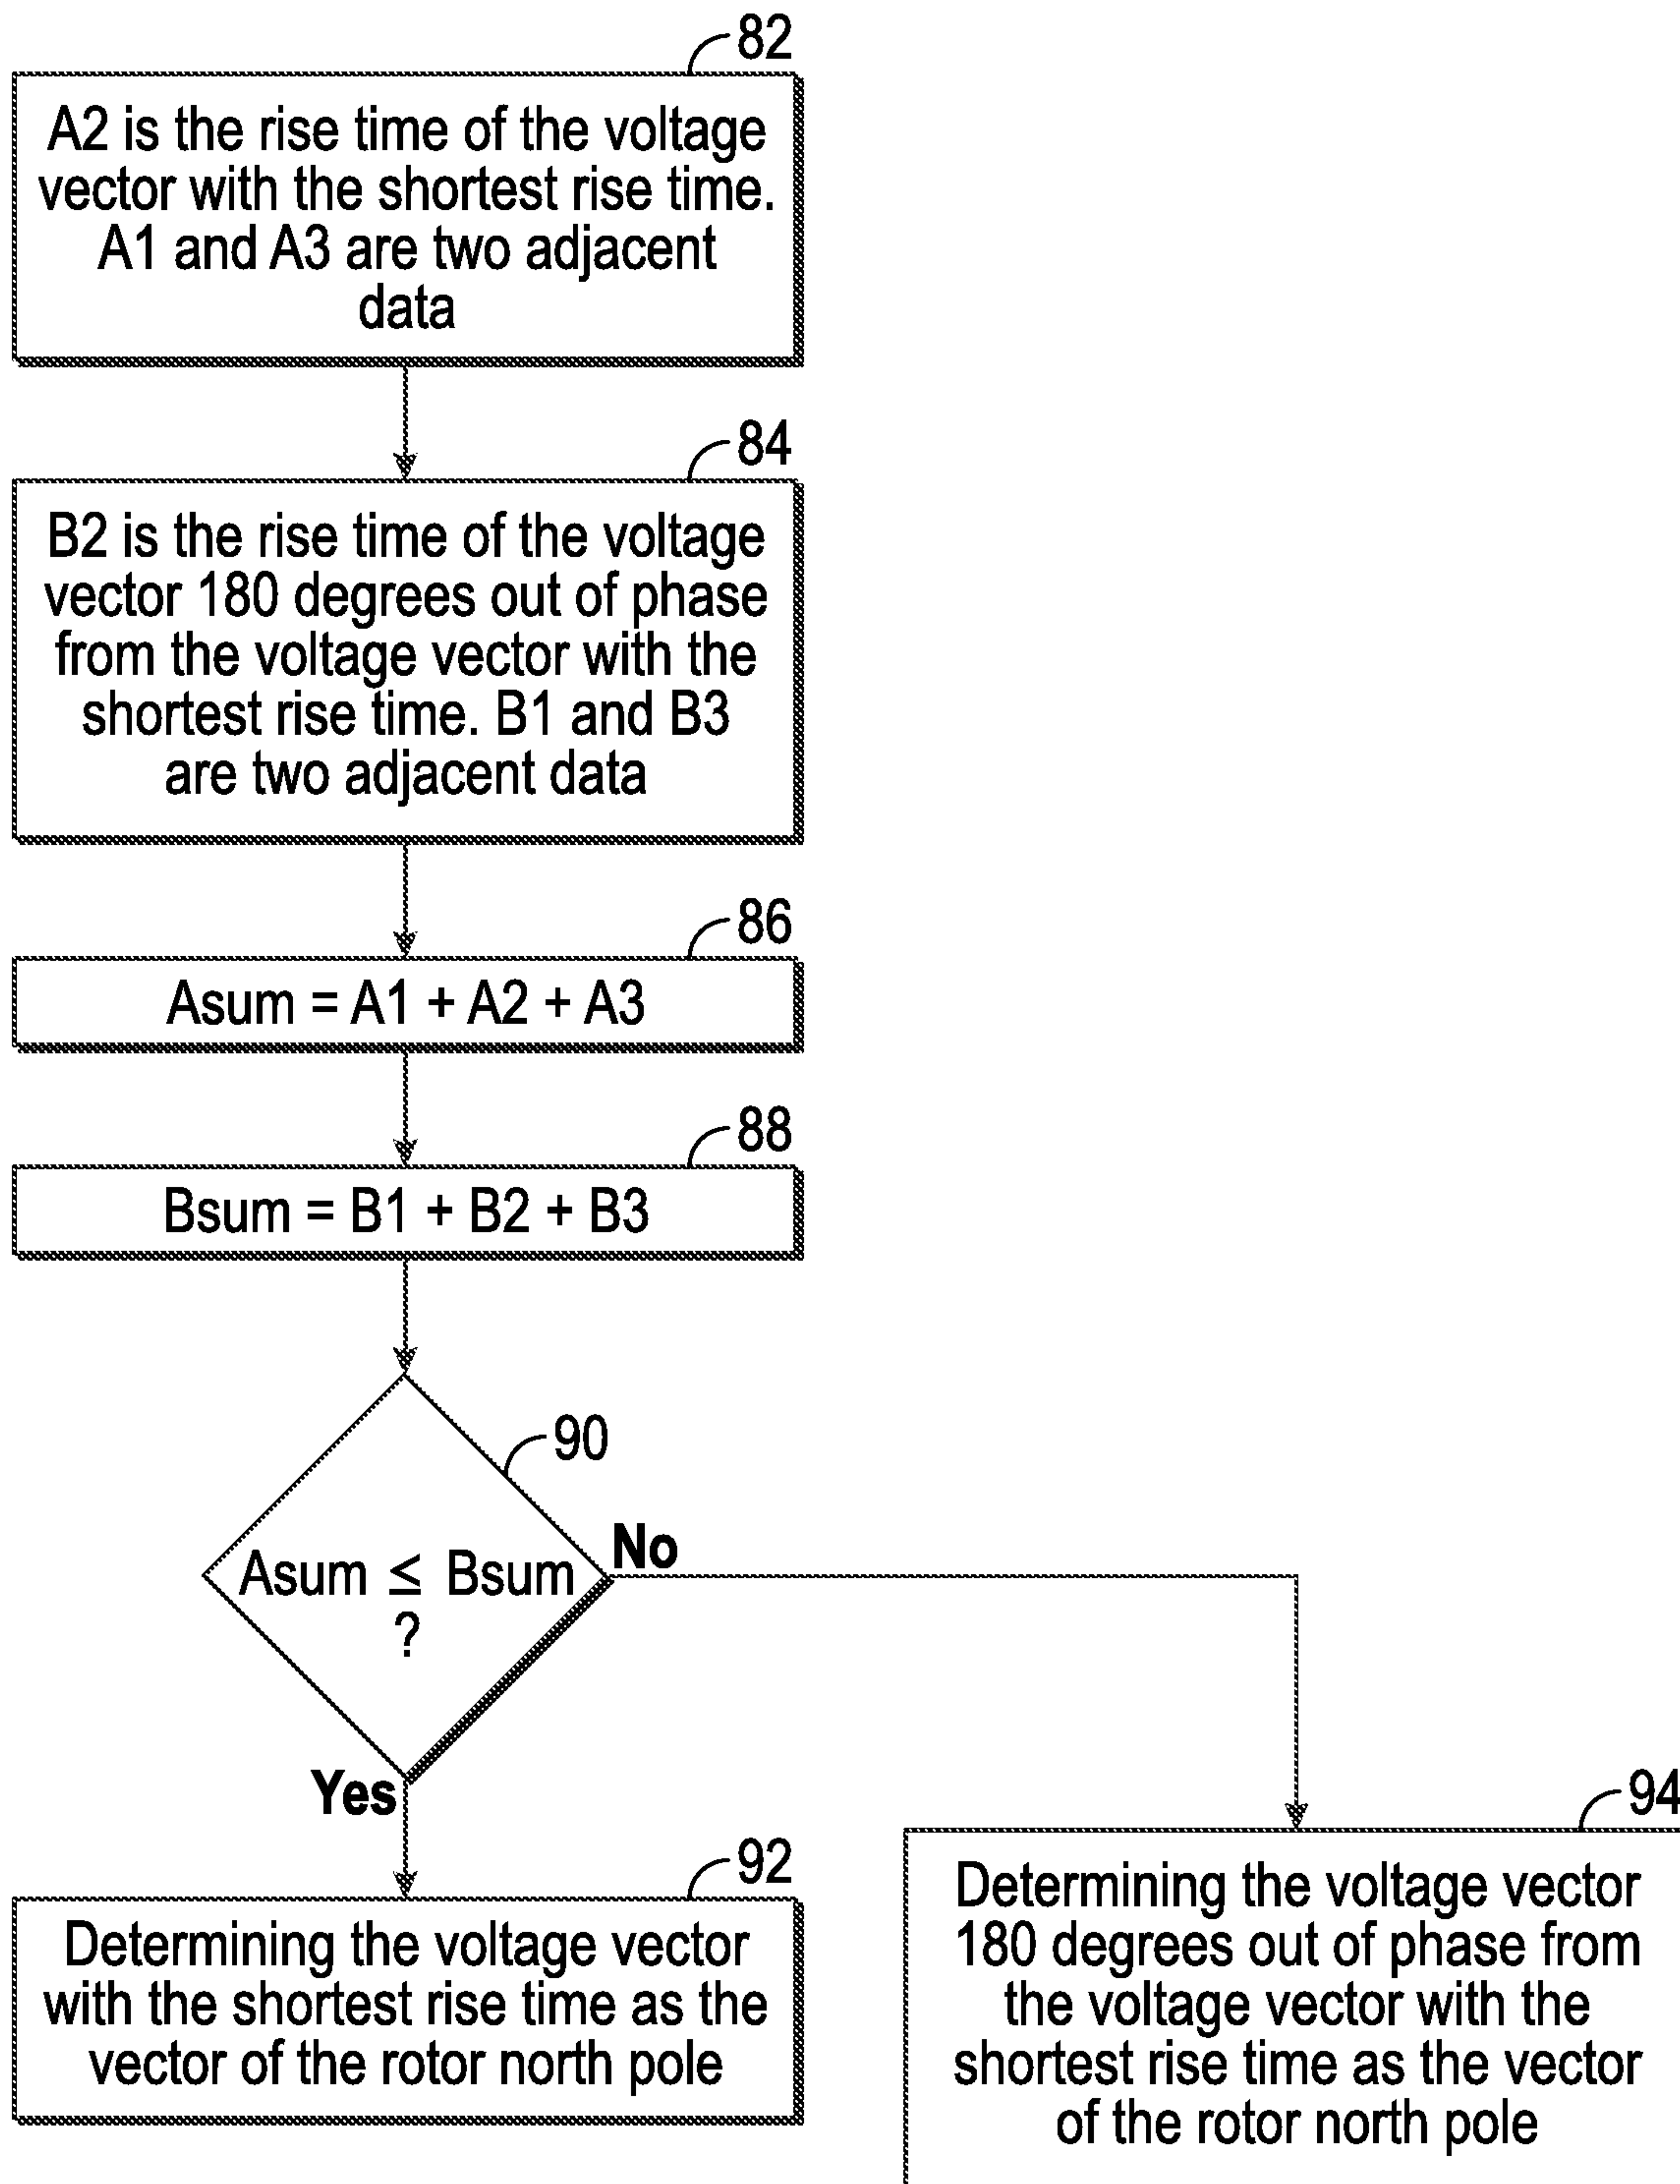 82
A2 is the rise time of the voltage
vector with the shortest rise time.
A1 and A3 are two adjacent
data
84
B2 is the rise time of the voltage
vector 180 degrees out of phase
from the voltage vector with the
shortest rise time. B1 and B3
are two adjacent data
86
Asum = A1 + A2 + A3
88
Bsum = B1 + B2 + B3
90
Asum ≤ Bsum
?
No
Yes
92
Determining the voltage vector
with the shortest rise time as the
vector of the rotor north pole
94
Determining the voltage vector
180 degrees out of phase from
the voltage vector with the
shortest rise time as the vector
of the rotor north pole